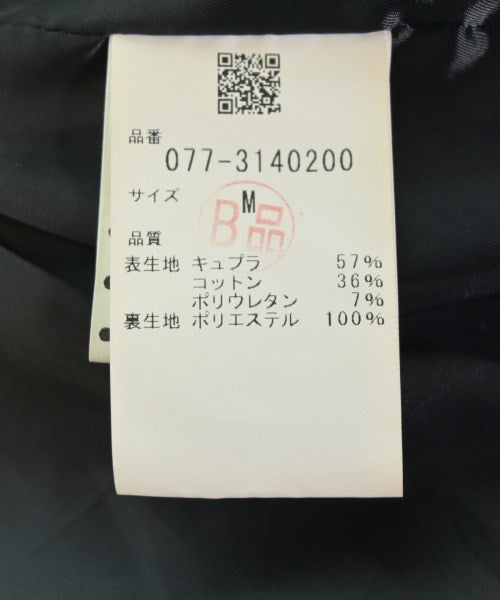 品番
077-3140200
サイズ M
B品
品質
表生地 キュプラ 57%
コットン 36%
ポリウレタン 7%
裏生地 ポリエステル 100%